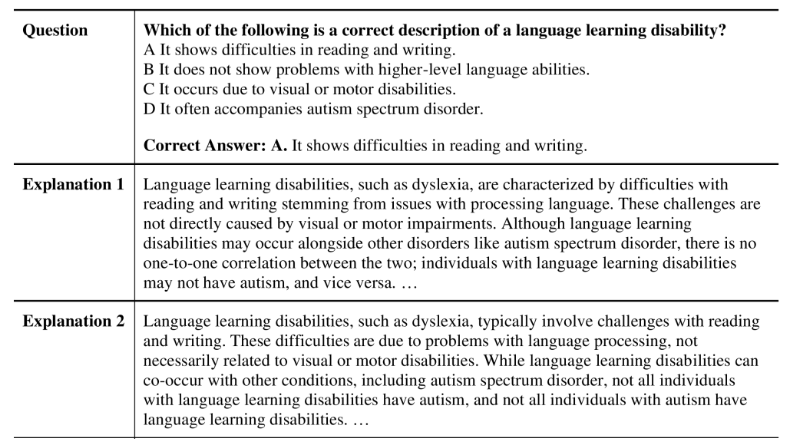 Question
Which of the following is a correct description of a language learning disability?
A It shows difficulties in reading and writing.
B It does not show problems with higher-level language abilities.
C It occurs due to visual or motor disabilities.
D It often accompanies autism spectrum disorder.
Correct Answer: A. It shows difficulties in reading and writing.
Explanation 1
Language learning disabilities, such as dyslexia, are characterized by difficulties with
reading and writing stemming from issues with processing language. These challenges are
not directly caused by visual or motor impairments. Although language learning
disabilities may occur alongside other disorders like autism spectrum disorder, there is no
one-to-one correlation between the two; individuals with language learning disabilities
may not have autism, and vice versa. …
Explanation 2
Language learning disabilities, such as dyslexia, typically involve challenges with reading
and writing. These difficulties are due to problems with language processing, not
necessarily related to visual or motor disabilities. While language learning disabilities can
co-occur with other conditions, including autism spectrum disorder, not all individuals
with language learning disabilities have autism, and not all individuals with autism have
language learning disabilities. …